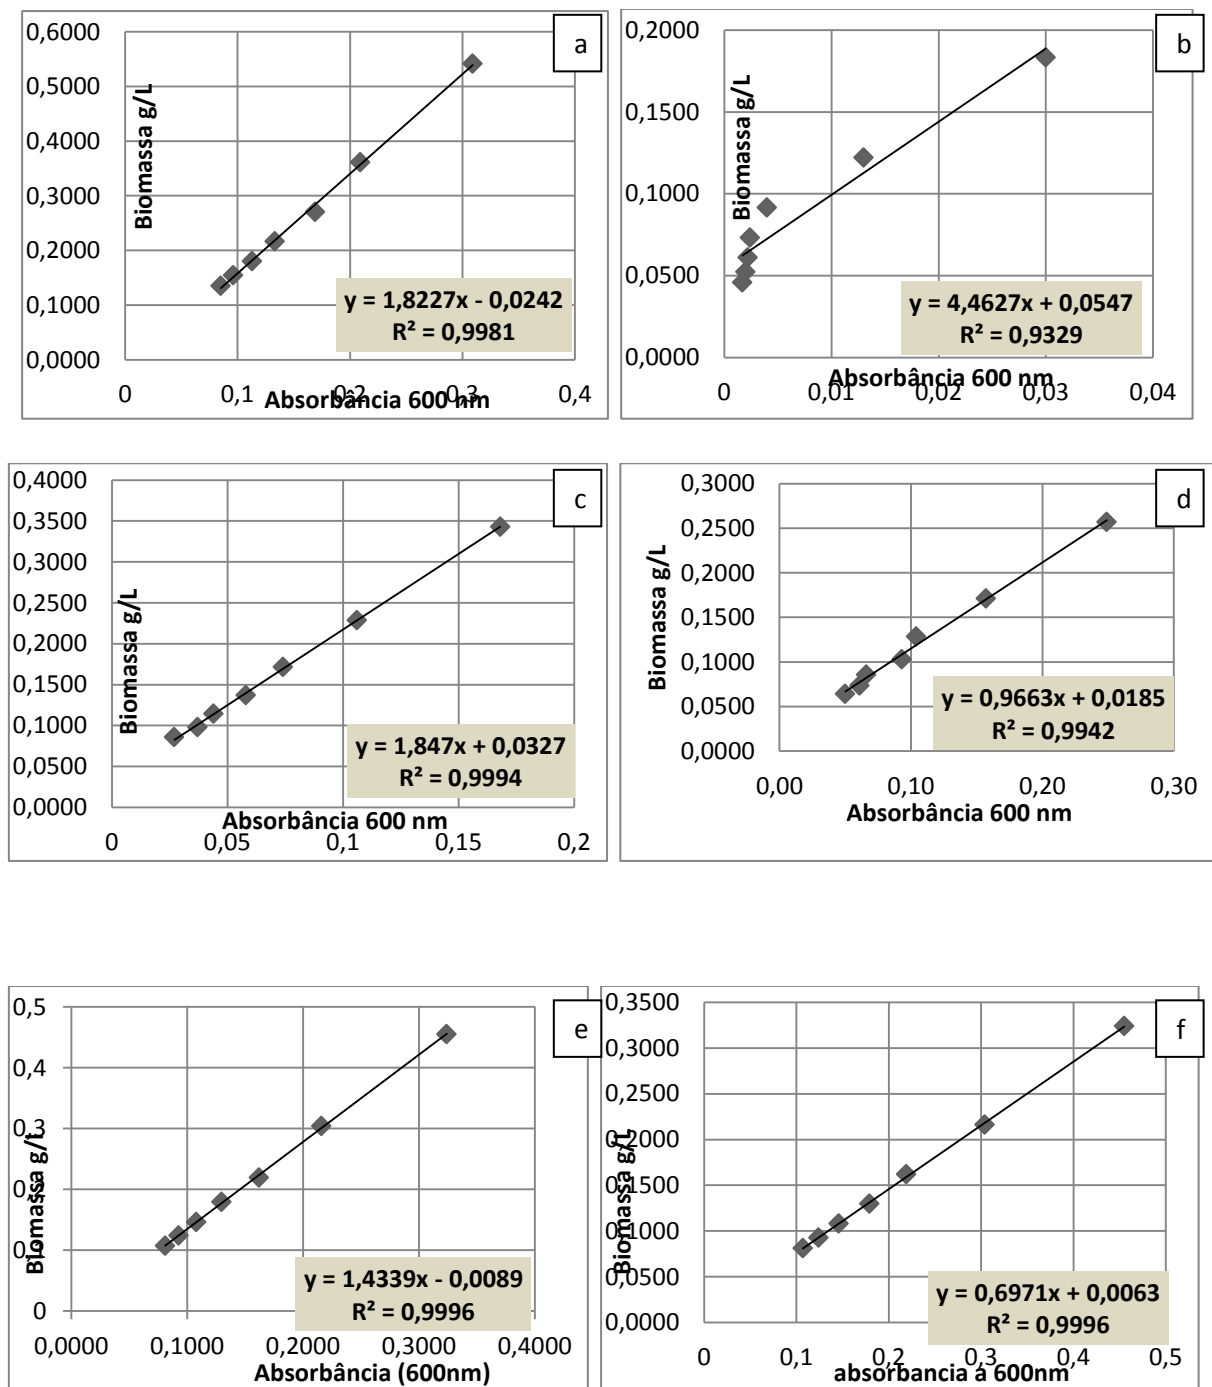 a
0,6000
0,5000
0,4000
0,3000
0,2000
0,1000
0,0000
Biomassa g/L
y = 1,8227x - 0,0242
R² = 0,9981
0 0,1 0,2 0,3 0,4
Absorbância 600 nm
b
0,2000
0,1500
0,1000
0,0500
0,0000
Biomassa g/L
y = 4,4627x + 0,0547
R² = 0,9329
0 0,01 0,02 0,03 0,04
Absorbância 600 nm
c
0,4000
0,3500
0,3000
0,2500
0,2000
0,1500
0,1000
0,0500
0,0000
Biomassa g/L
y = 1,847x + 0,0327
R² = 0,9994
0 0,05 0,1 0,15 0,2
Absorbância 600 nm
d
0,3000
0,2500
0,2000
0,1500
0,1000
0,0500
0,0000
Biomassa g/L
y = 0,9663x + 0,0185
R² = 0,9942
0,00 0,10 0,20 0,30
Absorbância 600 nm
e
0,5
0,4
0,3
0,2
0,1
0
Biomassa g/L
y = 1,4339x - 0,0089
R² = 0,9996
0,0000 0,1000 0,2000 0,3000 0,4000
Absorbância (600nm)
f
0,3500
0,3000
0,2500
0,2000
0,1500
0,1000
0,0500
0,0000
Biomassa g/L
y = 0,6971x + 0,0063
R² = 0,9996
0 0,1 0,2 0,3 0,4 0,5
absorbancia a 600nm